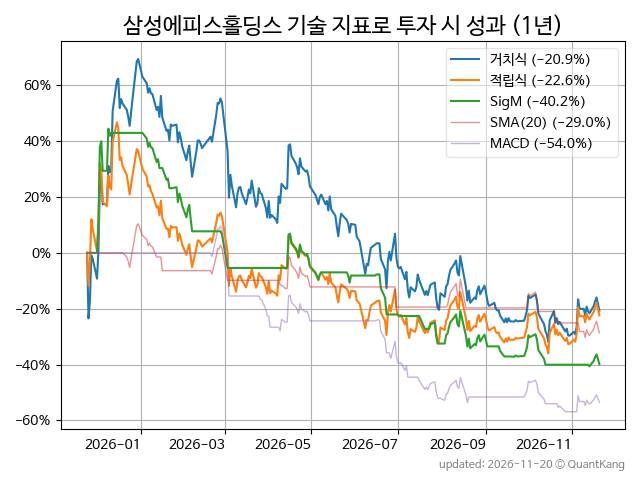 삼성에피스홀딩스 기술 지표로 투자 시 성과 (1년)
거치식 (−20.9%)
적립식 (−22.6%)
SigM (−40.2%)
SMA(20) (−29.0%)
MACD (−54.0%)
60%
40%
20%
0%
−20%
−40%
−60%
2026-01 2026-03 2026-05 2026-07 2026-09 2026-11
updated: 2026-11-20 © QuantKang